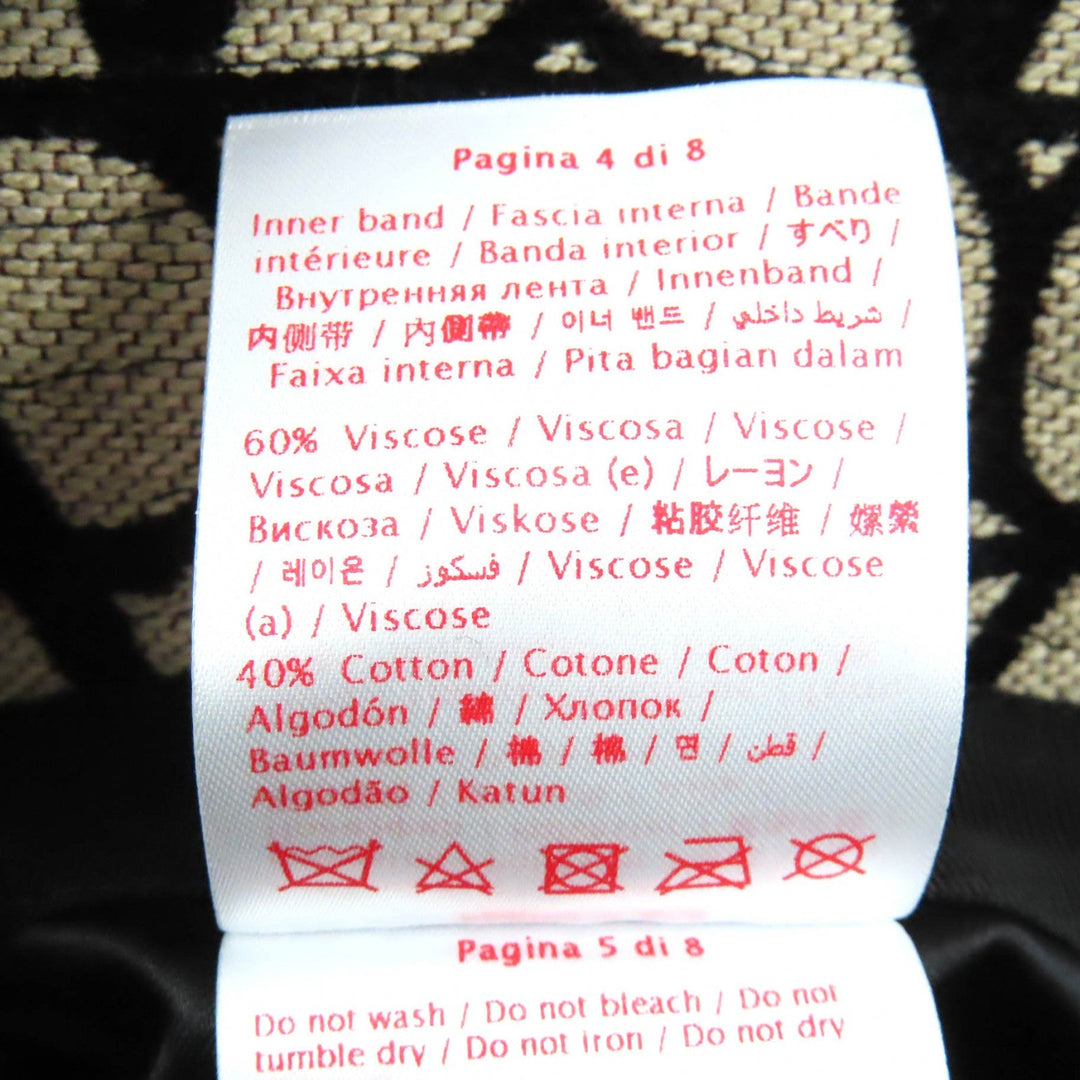 Pagina 4 di 8
Inner band / Fascia interna / Bande
intérieure / Banda interior / すべり /
Внутренняя лента / Innenband /
内侧带 / 內側帶 / 이너 밴드 / شريط داخلي /
Faixa interna / Pita bagian dalam
60% Viscose / Viscosa / Viscose /
Viscosa / Viscosa (e) / レーヨン /
Вискоза / Viskose / 粘胶纤维 / 嫘縈
/ 레이온 / فسكوز / Viscose / Viscose
(a) / Viscose
40% Cotton / Cotone / Coton /
Algodón / 綿 / Хлопок /
Baumwolle / 棉 / 棉 / 면 / قطن /
Algodão / Katun
Pagina 5 di 8
Do not wash / Do not bleach / Do not
tumble dry / Do not iron / Do not dry